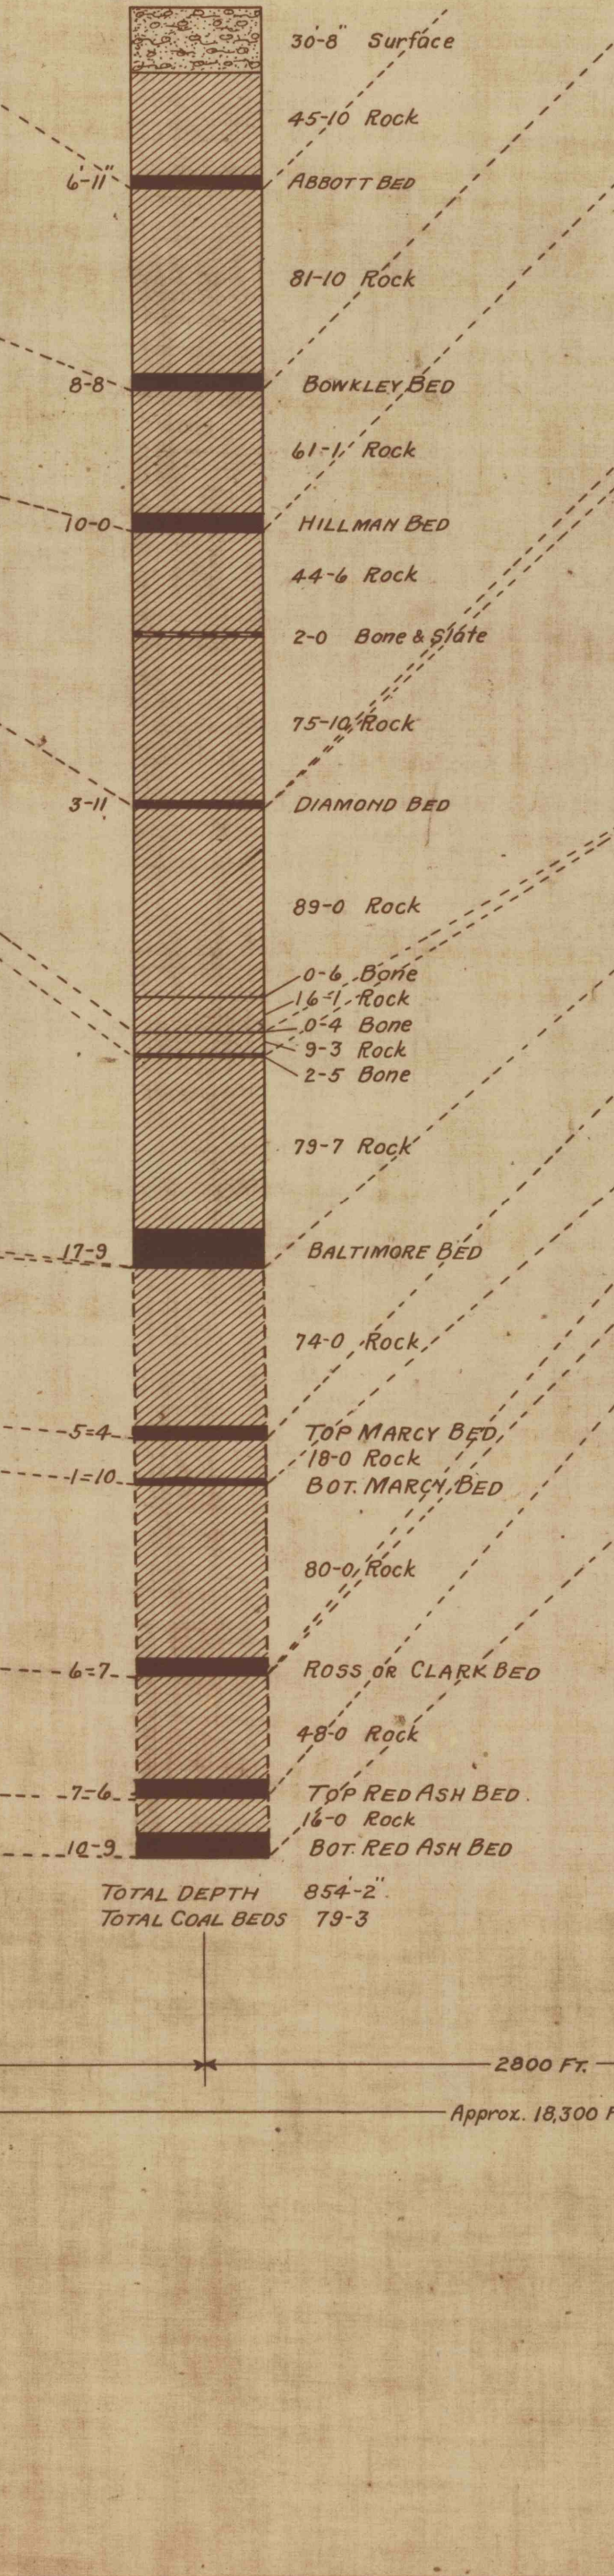 30'-8" Surface
45-10 Rock
6'-11" ABBOTT BED
81-10 Rock
8-8 BOWKLEY BED
61-1 Rock
10-0 HILLMAN BED
44-6 Rock
2-0 Bone & Slate
75-10 Rock
3-11 DIAMOND BED
89-0 Rock
0-6 Bone
16-1 Rock
0-4 Bone
9-3 Rock
2-5 Bone
79-7 Rock
17-9 BALTIMORE BED
74-0 Rock
5=4 TOP MARCY BED
18-0 Rock
1=10 BOT. MARCY BED
80-0 Rock
6=7 ROSS OR CLARK BED
48-0 Rock
7=6 TOP RED ASH BED.
16-0 Rock
10-9 BOT. RED ASH BED
TOTAL DEPTH 854'-2"
TOTAL COAL BEDS 79-3
2800 FT.
Approx. 18,300 F